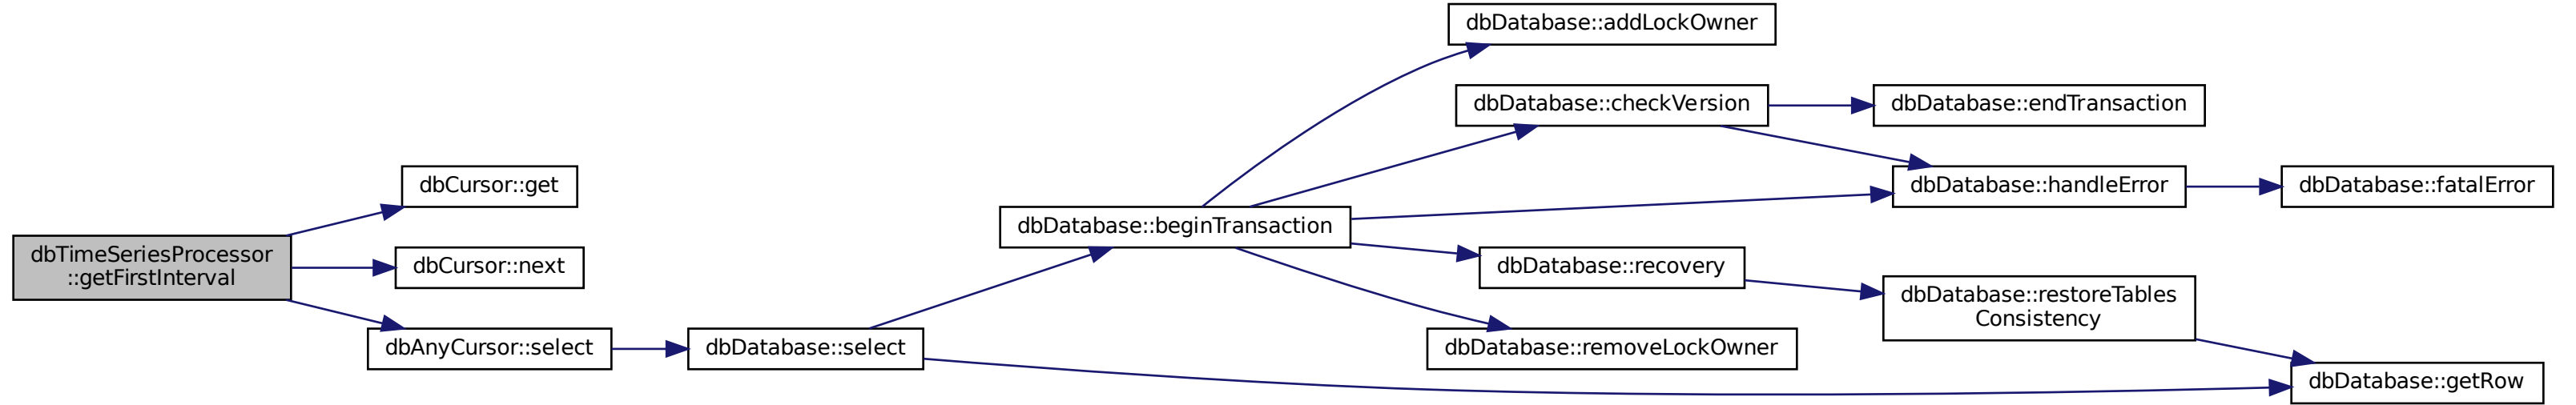 dbTimeSeriesProcessor
::getFirstInterval
dbCursor::get
dbCursor::next
dbAnyCursor::select
dbDatabase::select
dbDatabase::beginTransaction
dbDatabase::addLockOwner
dbDatabase::checkVersion
dbDatabase::endTransaction
dbDatabase::handleError
dbDatabase::fatalError
dbDatabase::recovery
dbDatabase::restoreTables
Consistency
dbDatabase::removeLockOwner
dbDatabase::getRow